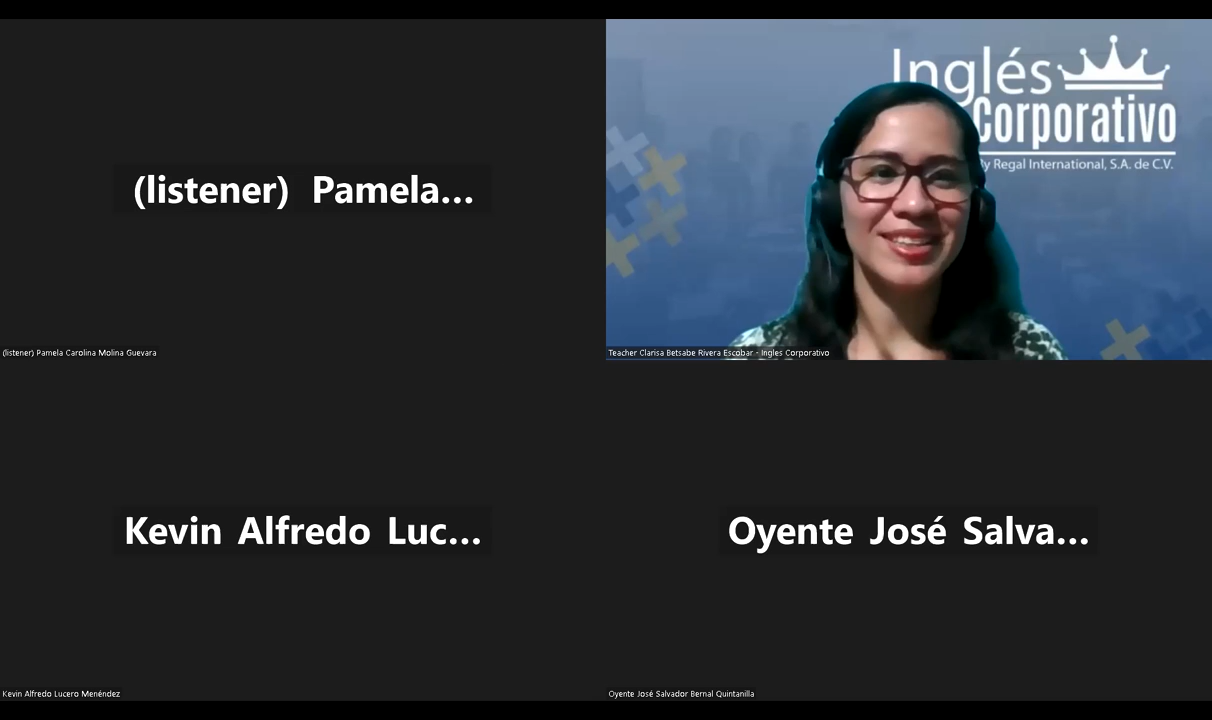 (listener) Pamela...
(listener) Pamela Carolina Molina Guevara
Inglés
Corporativo
By Regal International, S.A. de C.V.
Teacher Clarisa Betsabe Rivera Escobar - Ingles Corporativo
Kevin Alfredo Luc...
Kevin Alfredo Lucero Menéndez
Oyente José Salva...
Oyente José Salvador Bernal Quintanilla